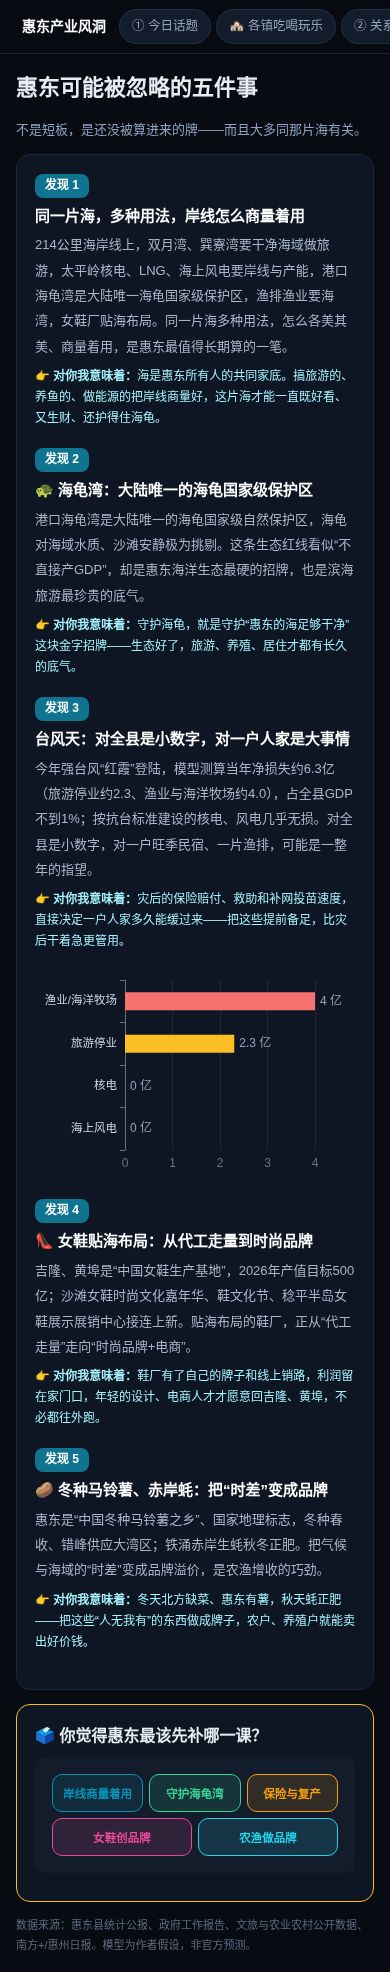 惠东产业风洞
① 今日话题
🏘️ 各镇吃喝玩乐
② 关系
惠东可能被忽略的五件事
不是短板，是还没被算进来的牌——而且大多同那片海有关。
发现 1
同一片海，多种用法，岸线怎么商量着用
214公里海岸线上，双月湾、巽寮湾要干净海域做旅
游，太平岭核电、LNG、海上风电要岸线与产能，港口
海龟湾是大陆唯一海龟国家级保护区，渔排渔业要海
湾，女鞋厂贴海布局。同一片海多种用法，怎么各美其
美、商量着用，是惠东最值得长期算的一笔。
👉 对你我意味着：海是惠东所有人的共同家底。搞旅游的、
养鱼的、做能源的把岸线商量好，这片海才能一直既好看、
又生财、还护得住海龟。
发现 2
🐢 海龟湾：大陆唯一的海龟国家级保护区
港口海龟湾是大陆唯一的海龟国家级自然保护区，海龟
对海域水质、沙滩安静极为挑剔。这条生态红线看似“不
直接产GDP”，却是惠东海洋生态最硬的招牌，也是滨海
旅游最珍贵的底气。
👉 对你我意味着：守护海龟，就是守护“惠东的海足够干净”
这块金字招牌——生态好了，旅游、养殖、居住才都有长久
的底气。
发现 3
台风天：对全县是小数字，对一户人家是大事情
今年强台风“红霞”登陆，模型测算当年净损失约6.3亿
（旅游停业约2.3、渔业与海洋牧场约4.0），占全县GDP
不到1%；按抗台标准建设的核电、风电几乎无损。对全
县是小数字，对一户旺季民宿、一片渔排，可能是一整
年的指望。
👉 对你我意味着：灾后的保险赔付、救助和补网投苗速度，
直接决定一户人家多久能缓过来——把这些提前备足，比灾
后干着急更管用。
渔业/海洋牧场 4 亿
旅游停业 2.3 亿
核电 0 亿
海上风电 0 亿
0 1 2 3 4
发现 4
👠 女鞋贴海布局：从代工走量到时尚品牌
吉隆、黄埠是“中国女鞋生产基地”，2026年产值目标500
亿；沙滩女鞋时尚文化嘉年华、鞋文化节、稔平半岛女
鞋展示展销中心接连上新。贴海布局的鞋厂，正从“代工
走量”走向“时尚品牌+电商”。
👉 对你我意味着：鞋厂有了自己的牌子和线上销路，利润留
在家门口，年轻的设计、电商人才才愿意回吉隆、黄埠，不
必都往外跑。
发现 5
🥔 冬种马铃薯、赤岸蚝：把“时差”变成品牌
惠东是“中国冬种马铃薯之乡”、国家地理标志，冬种春
收、错峰供应大湾区；铁涌赤岸生蚝秋冬正肥。把气候
与海域的“时差”变成品牌溢价，是农渔增收的巧劲。
👉 对你我意味着：冬天北方缺菜、惠东有薯，秋天蚝正肥
——把这些“人无我有”的东西做成牌子，农户、养殖户就能卖
出好价钱。
🗳️ 你觉得惠东最该先补哪一课？
岸线商量着用
守护海龟湾
保险与复产
女鞋创品牌
农渔做品牌
数据来源：惠东县统计公报、政府工作报告、文旅与农业农村公开数据、
南方+/惠州日报。模型为作者假设，非官方预测。